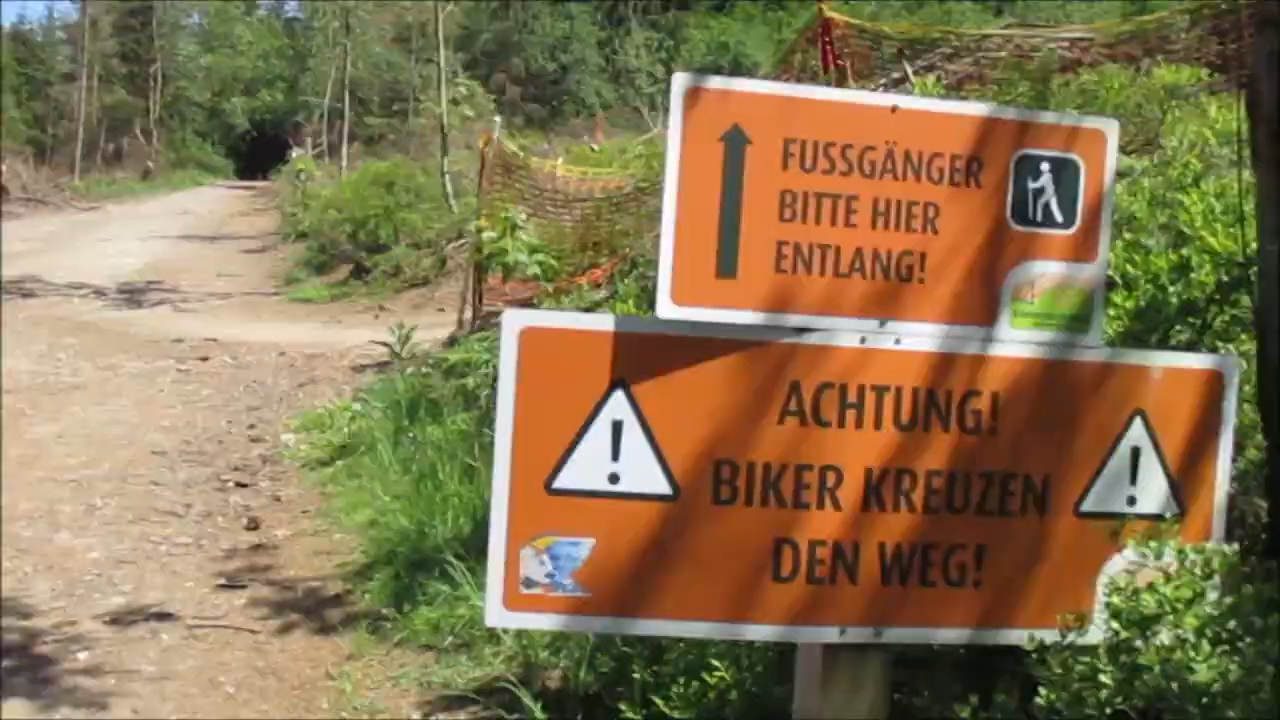 FUSSGÄNGER
BITTE HIER
ENTLANG!
ACHTUNG!
BIKER KREUZEN
DEN WEG!